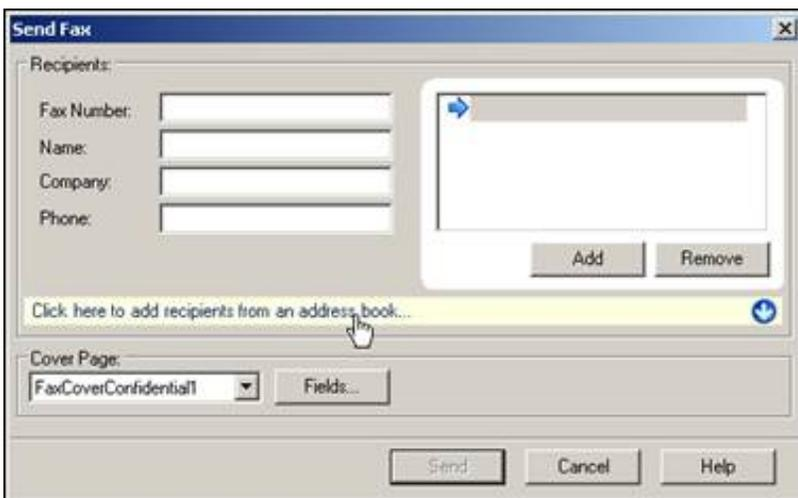 Send Fax
Recipients:
Fax Number:
Name:
Company:
Phone:
Add Remove
Click here to add recipients from an address book...
Cover Page:
FaxCoverConfidential1 Fields...
Send Cancel Help